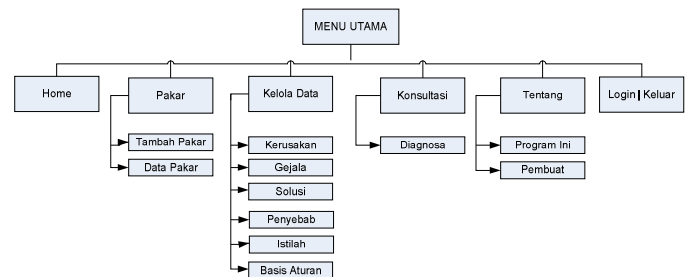 MENU UTAMA
Home
Pakar
Kelola Data
Konsultasi
Tentang
Login | Keluar
Tambah Pakar
Data Pakar
Kerusakan
Gejala
Solusi
Penyebab
Istilah
Basis Aturan
Diagnosa
Program Ini
Pembuat